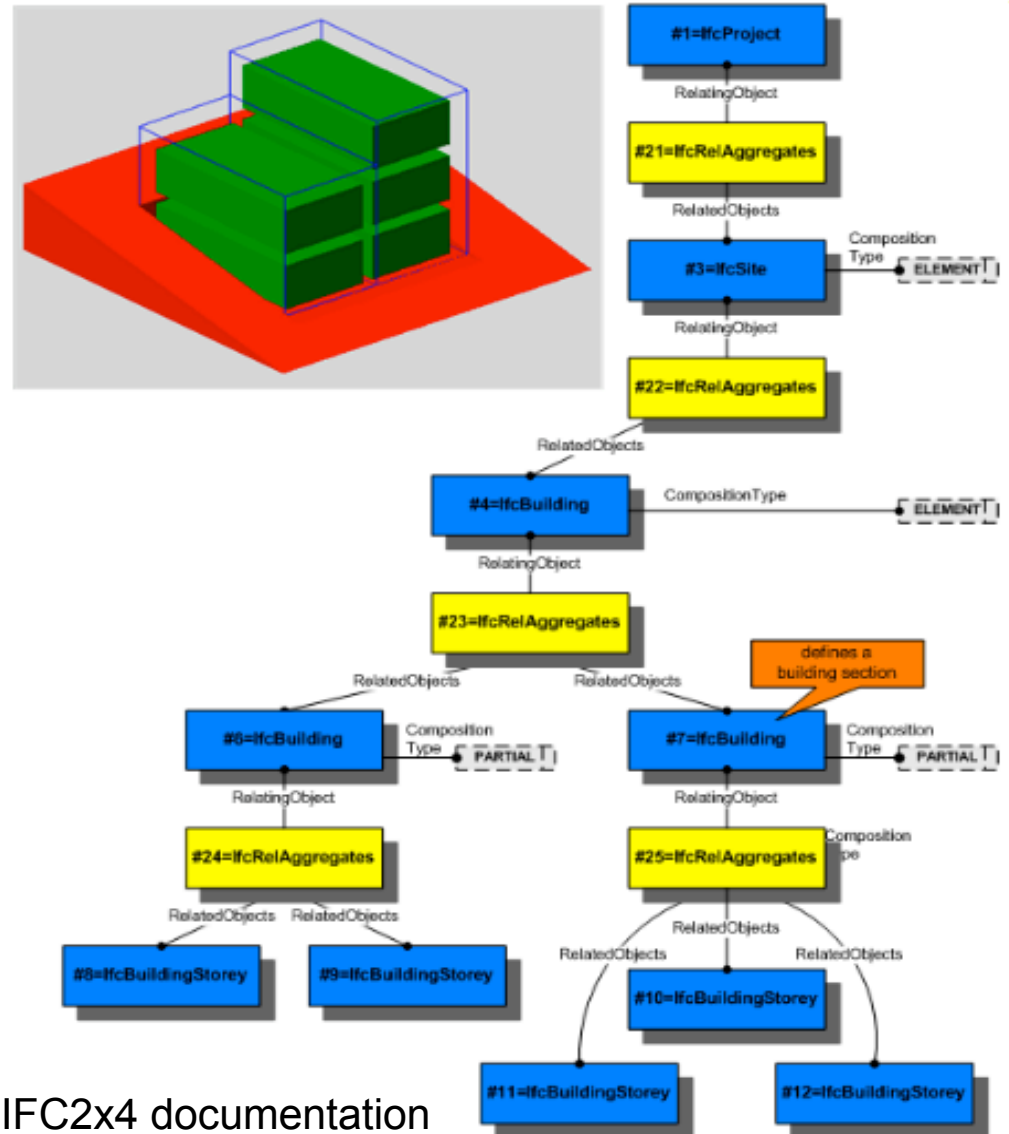 #1=IfcProject
RelatingObject
#21=IfcRelAggregates
RelatedObjects
Composition
Type
ELEMENT
#3=IfcSite
RelatingObject
#22=IfcRelAggregates
RelatedObjects
#4=IfcBuilding
CompositionType
ELEMENT
RelatingObject
#23=IfcRelAggregates
defines a
building section
RelatedObjects RelatedObjects
#6=IfcBuilding
Composition
Type
PARTIAL
#7=IfcBuilding
Composition
Type
PARTIAL
RelatingObject
RelatingObject
#24=IfcRelAggregates
#25=IfcRelAggregates
Composition
pe
RelatedObjects RelatedObjects
RelatedObjects
RelatedObjects
RelatedObjects
#8=IfcBuildingStorey
#9=IfcBuildingStorey
#10=IfcBuildingStorey
#11=IfcBuildingStorey
#12=IfcBuildingStorey
IFC2x4 documentation